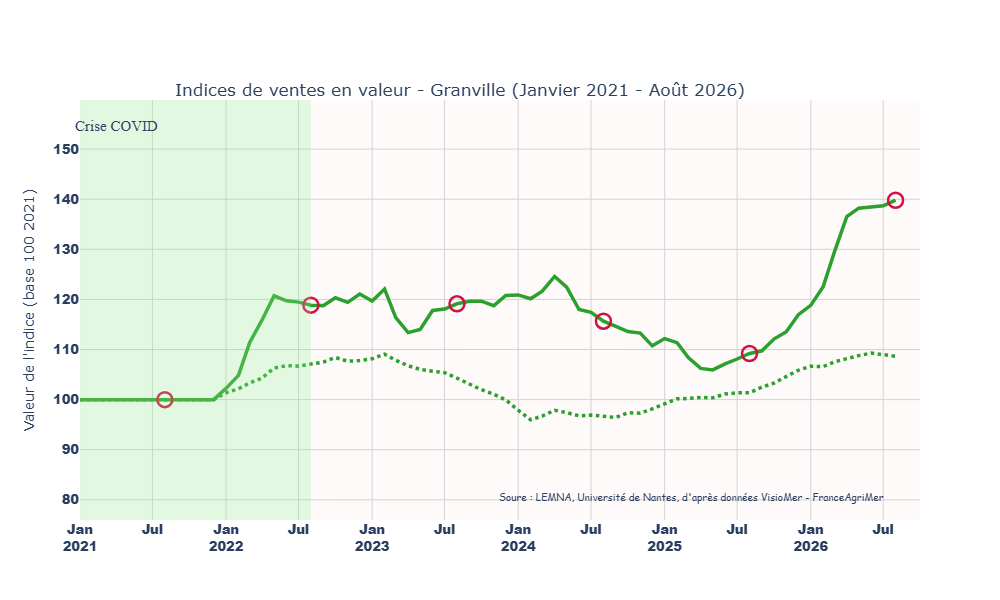 Indices de ventes en valeur - Granville (Janvier 2021 - Août 2026)
Crise COVID
Valeur de l'indice (base 100 2021)
150
140
130
120
110
100
90
80
Soure : LEMNA, Université de Nantes, d'après données VisioMer - FranceAgriMer
Jan Jul Jan Jul Jan Jul Jan Jul Jan Jul Jan Jul
2021 2022 2023 2024 2025 2026